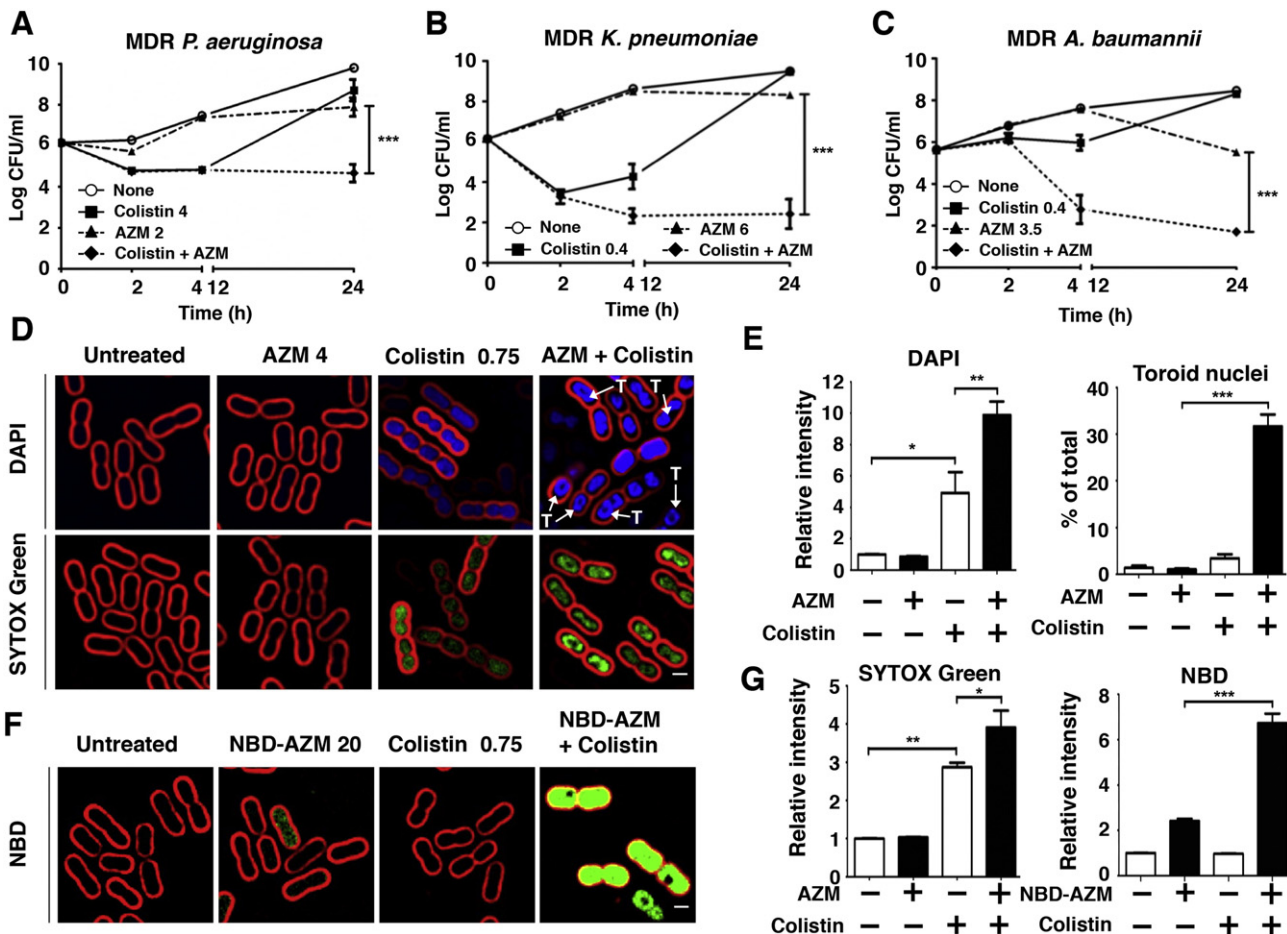 A
MDR P. aeruginosa
Log CFU/ml
10
8
6
4
2
0
None
Colistin 4
AZM 2
Colistin + AZM
***
0 2 4 12 24
Time (h)
B
MDR K. pneumoniae
Log CFU/ml
10
8
6
4
2
0
None
Colistin 0.4
AZM 6
Colistin + AZM
***
0 2 4 12 24
Time (h)
C
MDR A. baumannii
Log CFU/ml
10
8
6
4
2
0
None
Colistin 0.4
AZM 3.5
Colistin + AZM
***
0 2 4 12 24
Time (h)
D
Untreated AZM 4 Colistin 0.75 AZM + Colistin
DAPI
T T
T
T T T
SYTOX Green
E
DAPI
Relative intensity
12
10
8
6
4
2
0
*
**
AZM − + − +
Colistin − − + +
Toroid nuclei
% of total
40
30
20
10
0
***
AZM − + − +
Colistin − − + +
F
Untreated NBD-AZM 20 Colistin 0.75 NBD-AZM
+ Colistin
NBD
G
SYTOX Green
Relative intensity
5
4
3
2
1
0
**
*
AZM − + − +
Colistin − − + +
NBD
Relative intensity
8
6
4
2
0
***
NBD-AZM − + − +
Colistin − − + +